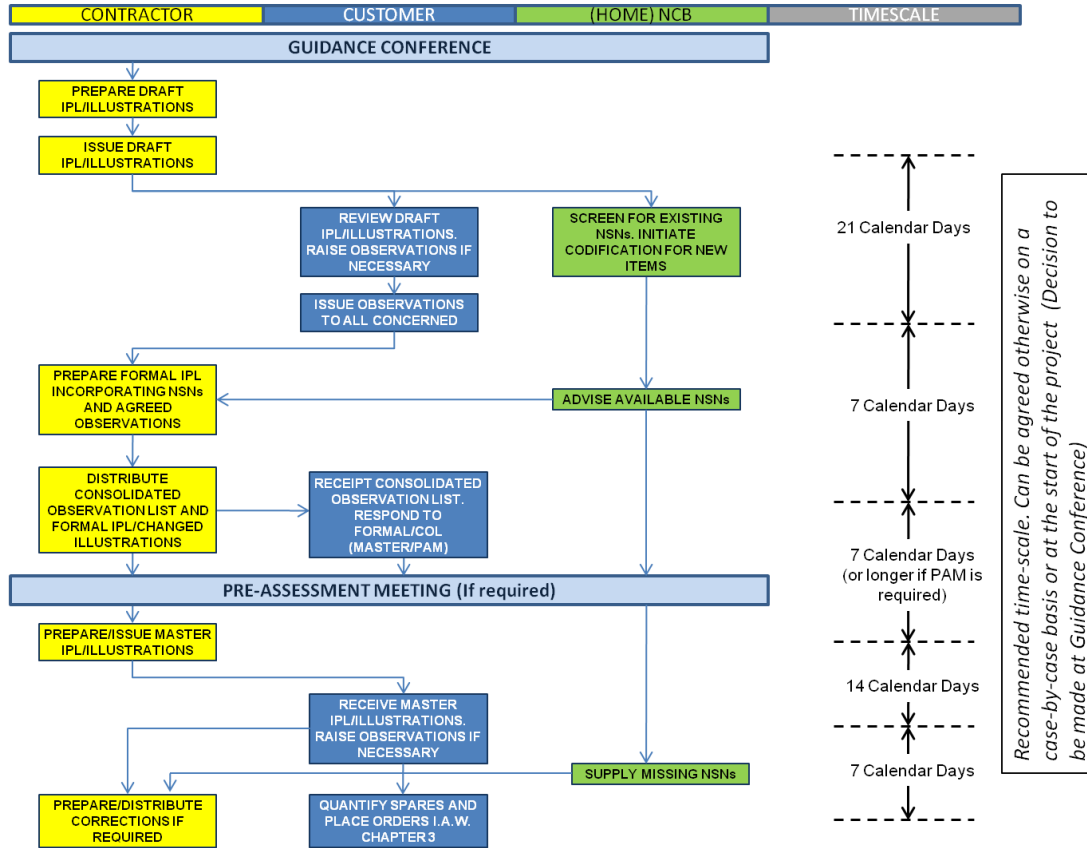 CONTRACTOR
CUSTOMER
(HOME) NCB
TIMESCALE
GUIDANCE CONFERENCE
PREPARE DRAFT
IPL/ILLUSTRATIONS
ISSUE DRAFT
IPL/ILLUSTRATIONS
REVIEW DRAFT
IPL/ILLUSTRATIONS.
RAISE OBSERVATIONS IF
NECESSARY
SCREEN FOR EXISTING
NSNs. INITIATE
CODIFICATION FOR NEW
ITEMS
21 Calendar Days
ISSUE OBSERVATIONS
TO ALL CONCERNED
PREPARE FORMAL IPL
INCORPORATING NSNs
AND AGREED
OBSERVATIONS
ADVISE AVAILABLE NSNs
7 Calendar Days
DISTRIBUTE
CONSOLIDATED
OBSERVATION LIST AND
FORMAL IPL/CHANGED
ILLUSTRATIONS
RECEIPT CONSOLIDATED
OBSERVATION LIST.
RESPOND TO
FORMAL/COL
(MASTER/PAM)
7 Calendar Days
(or longer if PAM is
required)
PRE-ASSESSMENT MEETING (If required)
PREPARE/ISSUE MASTER
IPL/ILLUSTRATIONS
14 Calendar Days
RECEIVE MASTER
IPL/ILLUSTRATIONS.
RAISE OBSERVATIONS IF
NECESSARY
SUPPLY MISSING NSNs
7 Calendar Days
PREPARE/DISTRIBUTE
CORRECTIONS IF
REQUIRED
QUANTIFY SPARES AND
PLACE ORDERS I.A.W.
CHAPTER 3
Recommended time-scale. Can be agreed otherwise on a
case-by-case basis or at the start of the project (Decision to
be made at Guidance Conference)